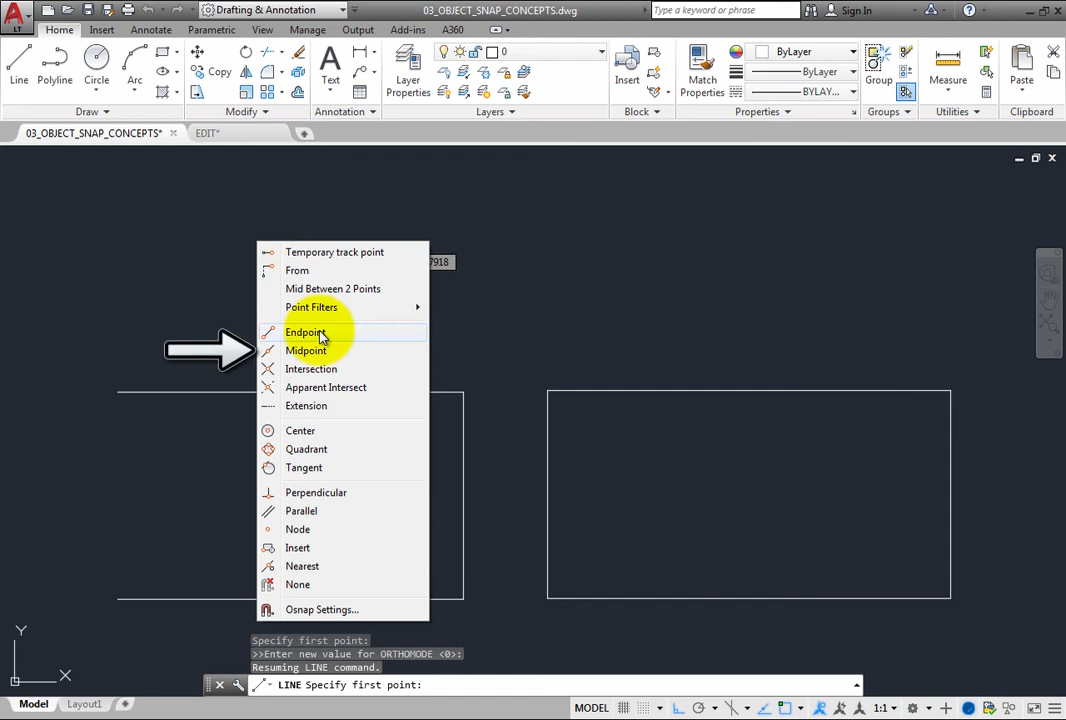 Drafting & Annotation
03_OBJECT_SNAP_CONCEPTS.dwg
Type a keyword or phrase
Sign In
LT
Home
Insert
Annotate
Parametric
View
Manage
Output
Add-ins
A360
Line
Polyline
Circle
Arc
Copy
Text
Layer
Properties
0
Insert
Match
Properties
ByLayer
ByLayer
BYLAY...
Group
Measure
Paste
Draw
Modify
Annotation
Layers
Block
Properties
Groups
Utilities
Clipboard
03_OBJECT_SNAP_CONCEPTS*
EDIT*
7918
Temporary track point
From
Mid Between 2 Points
Point Filters
Endpoint
Midpoint
Intersection
Apparent Intersect
Extension
Center
Quadrant
Tangent
Perpendicular
Parallel
Node
Insert
Nearest
None
Osnap Settings...
Y
X
Specify first point:
>>Enter new value for ORTHOMODE <0>:
Resuming LINE command.
LINE Specify first point:
Model
Layout1
MODEL
1:1